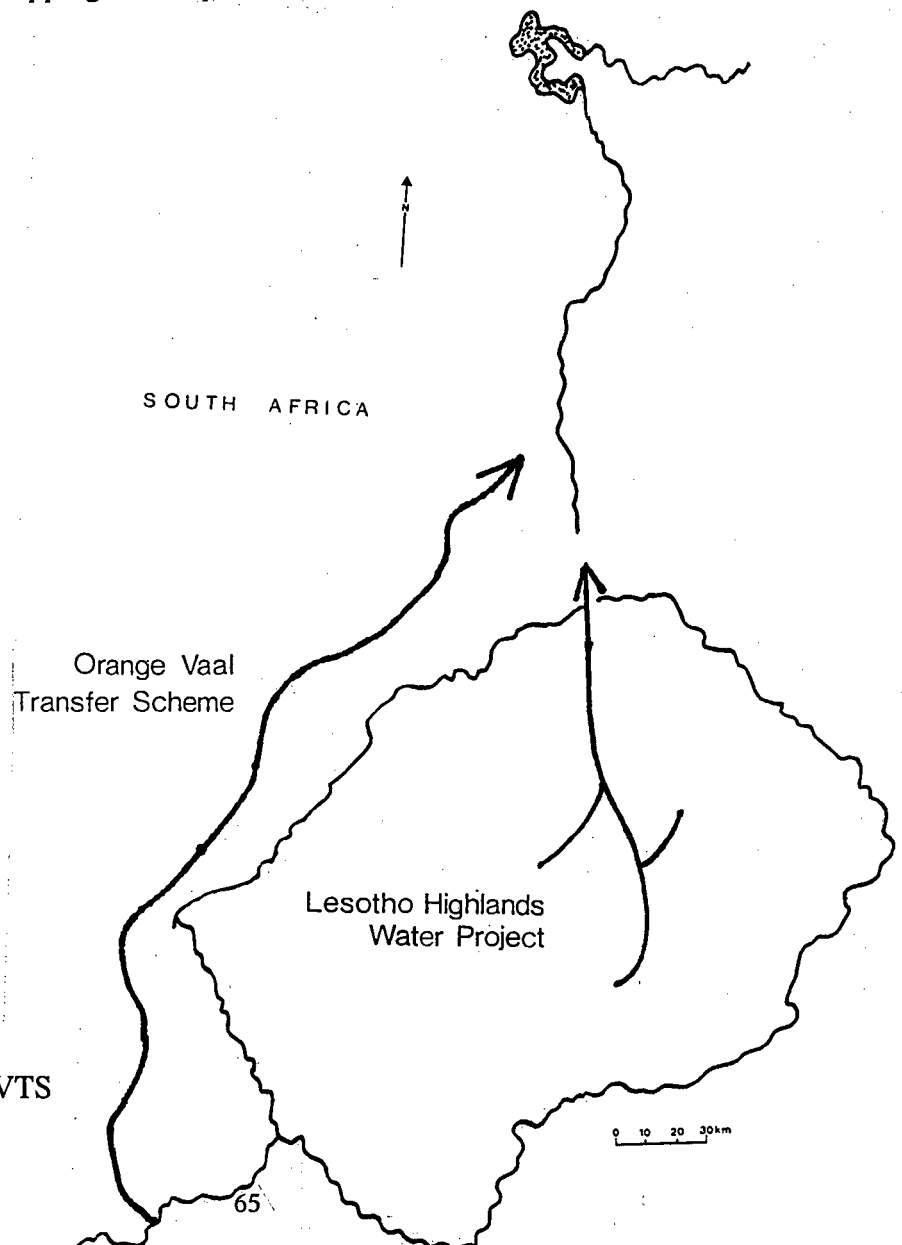 N
SOUTH AFRICA
Orange Vaal
Transfer Scheme
Lesotho Highlands
Water Project
VTS
0 10 20 30km
65